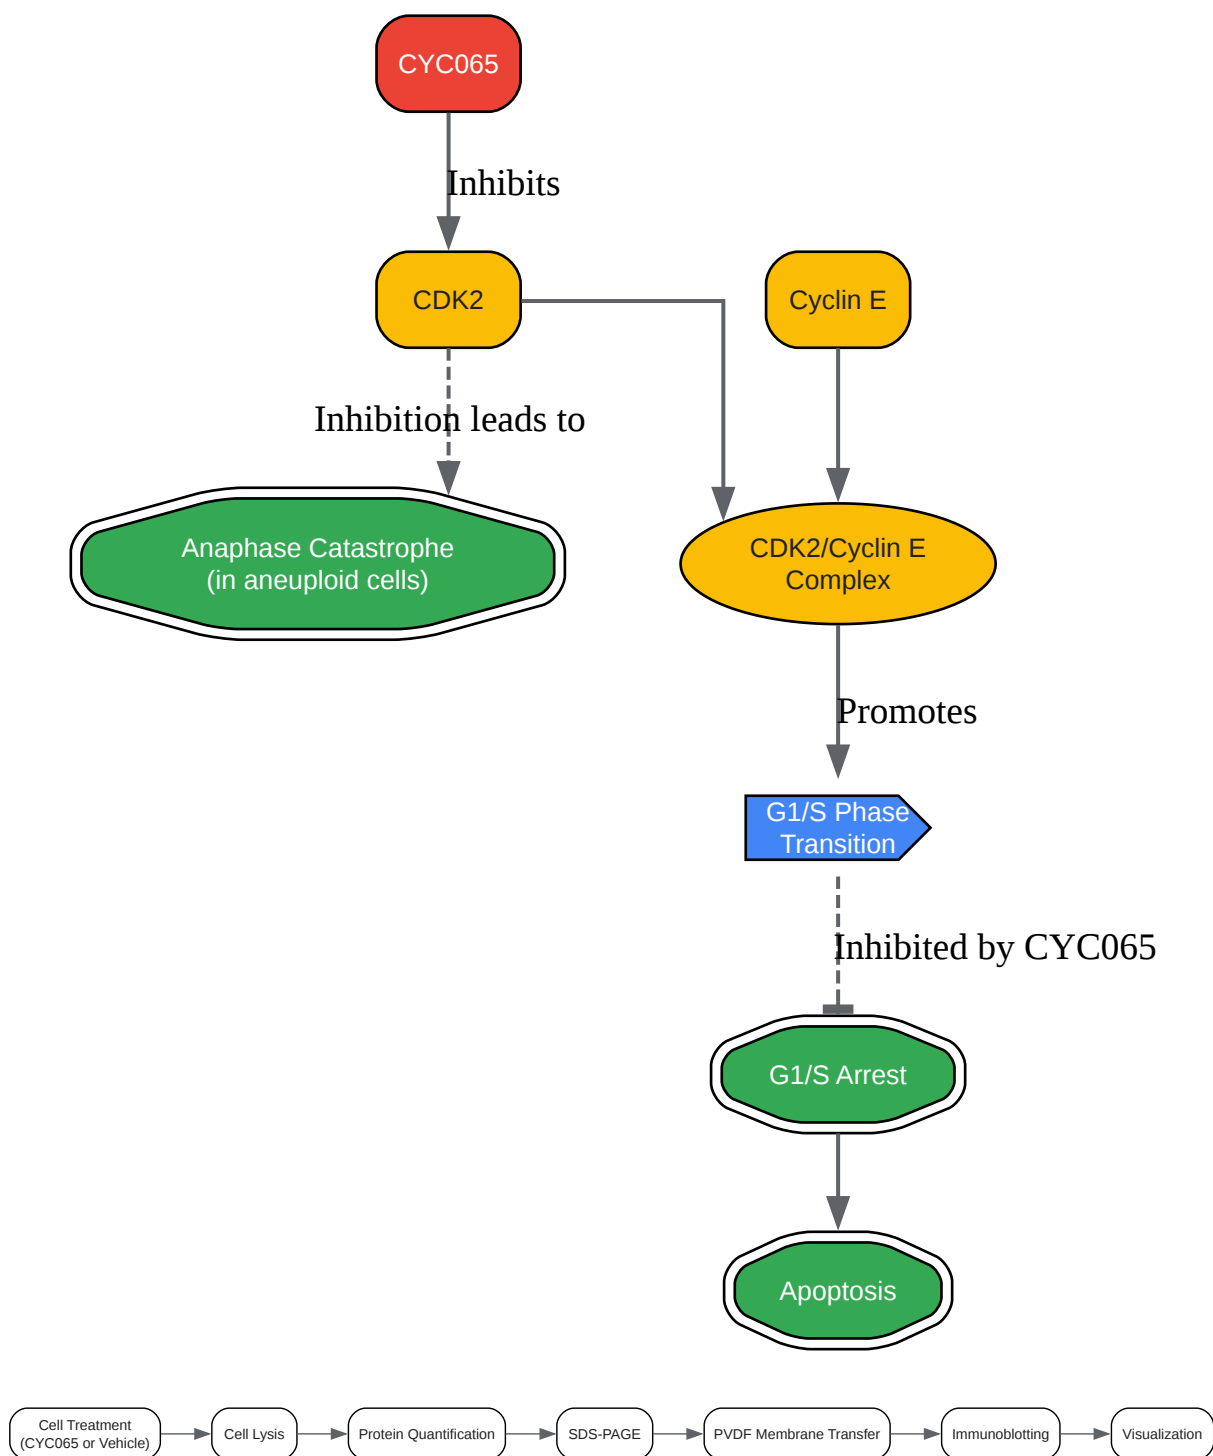 CYC065
Inhibits
CDK2
Cyclin E
Inhibition leads to
Anaphase Catastrophe
(in aneuploid cells)
CDK2/Cyclin E
Complex
Promotes
G1/S Phase
Transition
Inhibited by CYC065
G1/S Arrest
Apoptosis
Cell Treatment
(CYC065 or Vehicle)
Cell Lysis
Protein Quantification
SDS-PAGE
PVDF Membrane Transfer
Immunoblotting
Visualization